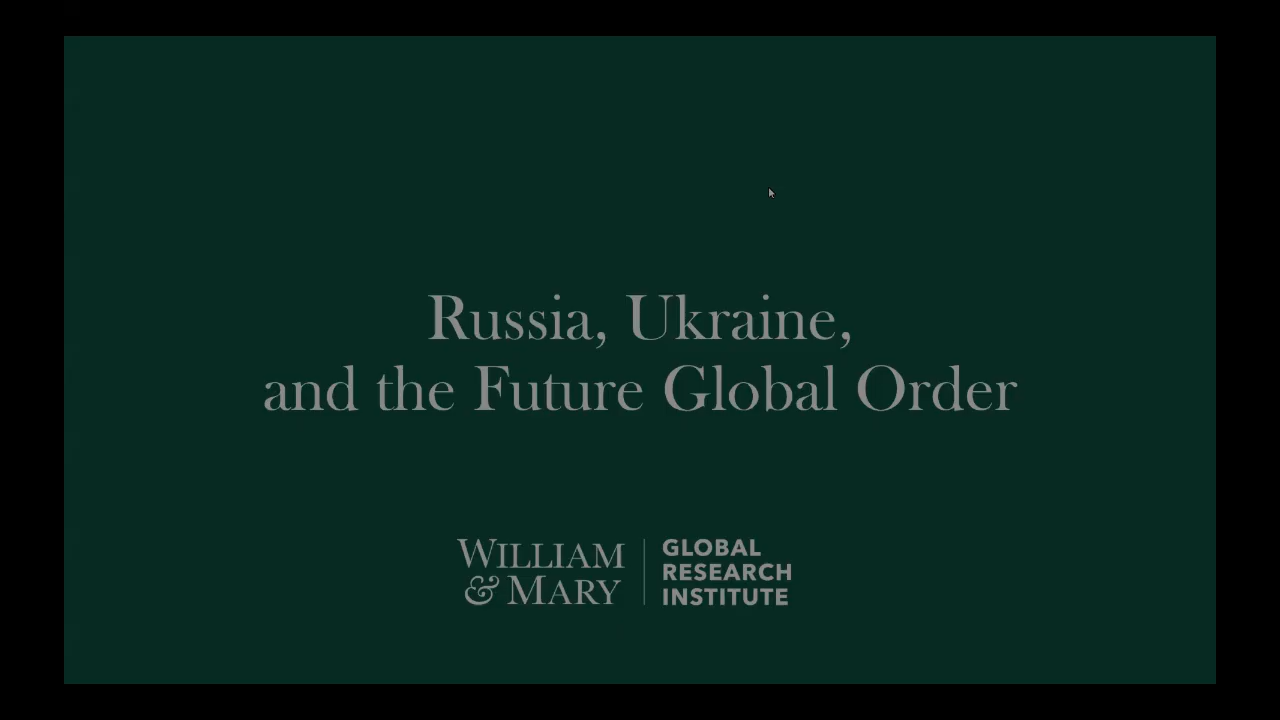 Russia, Ukraine,
and the Future Global Order
WILLIAM
& MARY
GLOBAL
RESEARCH
INSTITUTE